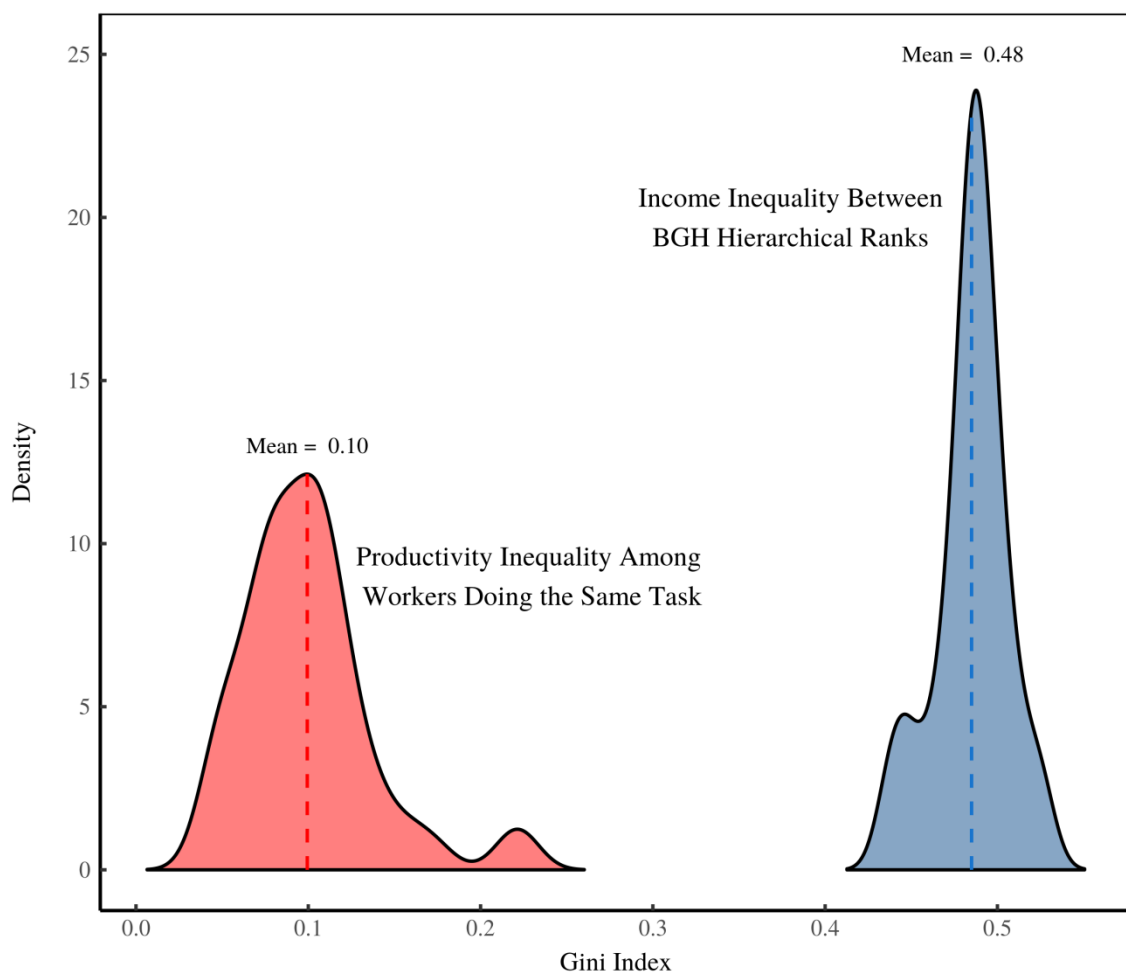 25
Mean = 0.48
Income Inequality Between
BGH Hierarchical Ranks
20
15
Mean = 0.10
Density
10
Productivity Inequality Among
Workers Doing the Same Task
5
0
0.0 0.1 0.2 0.3 0.4 0.5
Gini Index